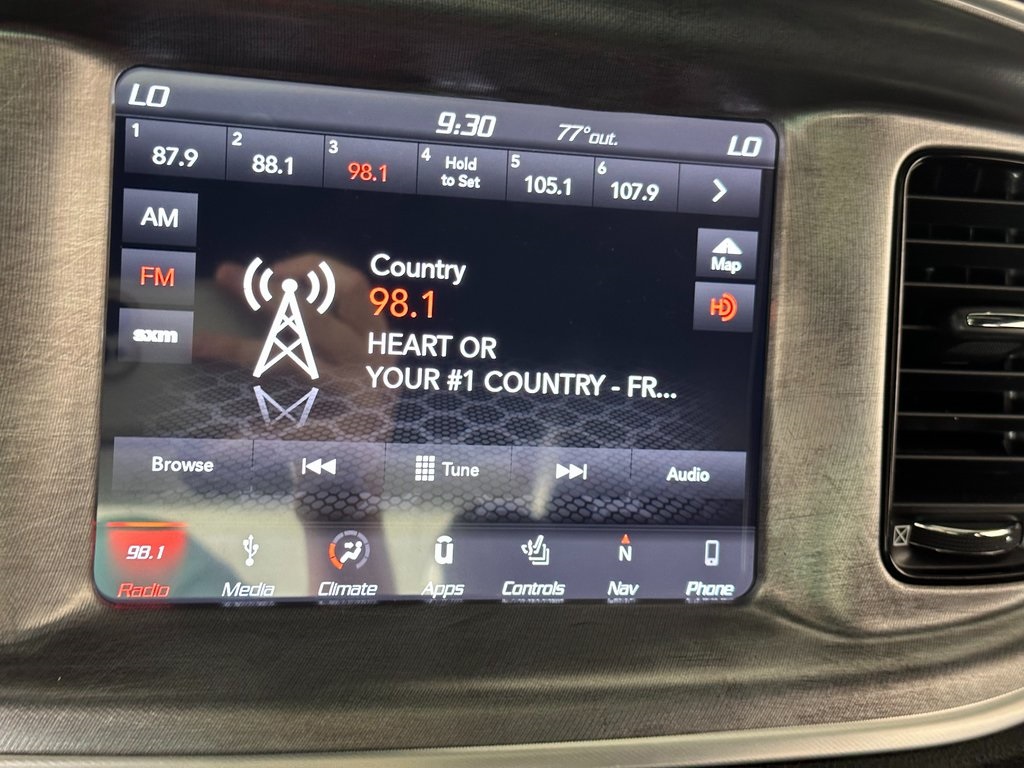 LO 9:30 77°out. LO
1 87.9 2 88.1 3 98.1 4 Hold to Set 5 105.1 6 107.9
AM
FM
sxm
Country
98.1
HEART OR
YOUR #1 COUNTRY - FR...
Map
HD
Browse Tune Audio
98.1 N
Radio Media Climate Apps Controls Nav Phone